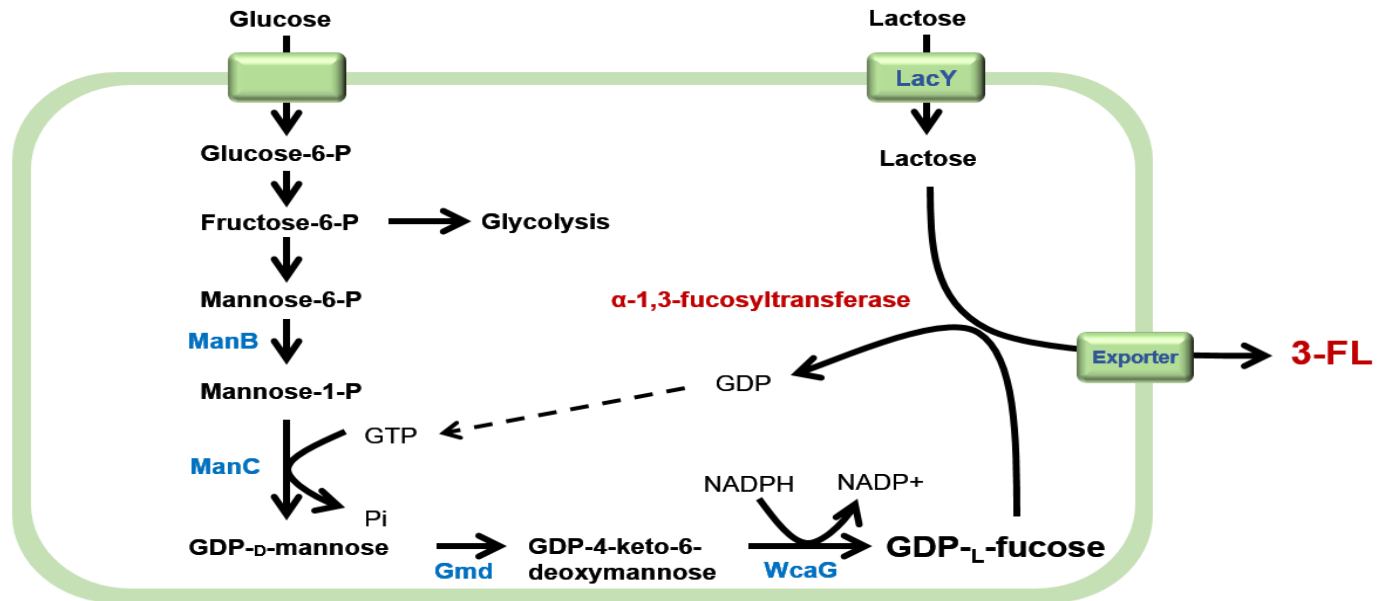 Glucose
Lactose
LacY
Glucose-6-P
Lactose
Fructose-6-P
Glycolysis
Mannose-6-P
α-1,3-fucosyltransferase
ManB
Exporter
3-FL
Mannose-1-P
GDP
GTP
ManC
NADPH
NADP+
Pi
GDP-D-mannose
GDP-4-keto-6-
deoxymannose
GDP-L-fucose
Gmd
WcaG